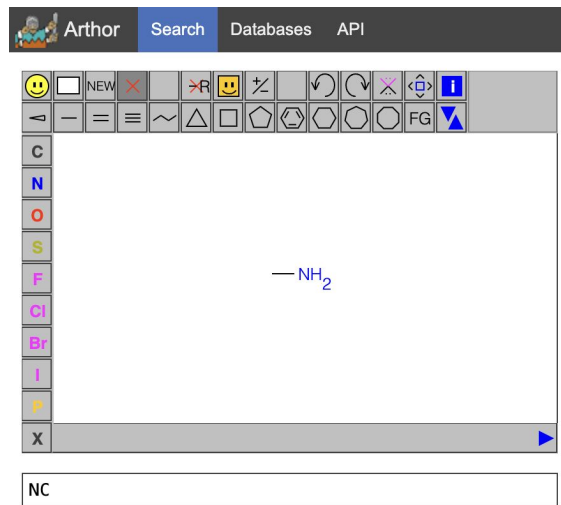 Arthor Search Databases API
NEW R +/- i
FG
C
N
O
S
F
NH2
Cl
Br
I
P
X
NC